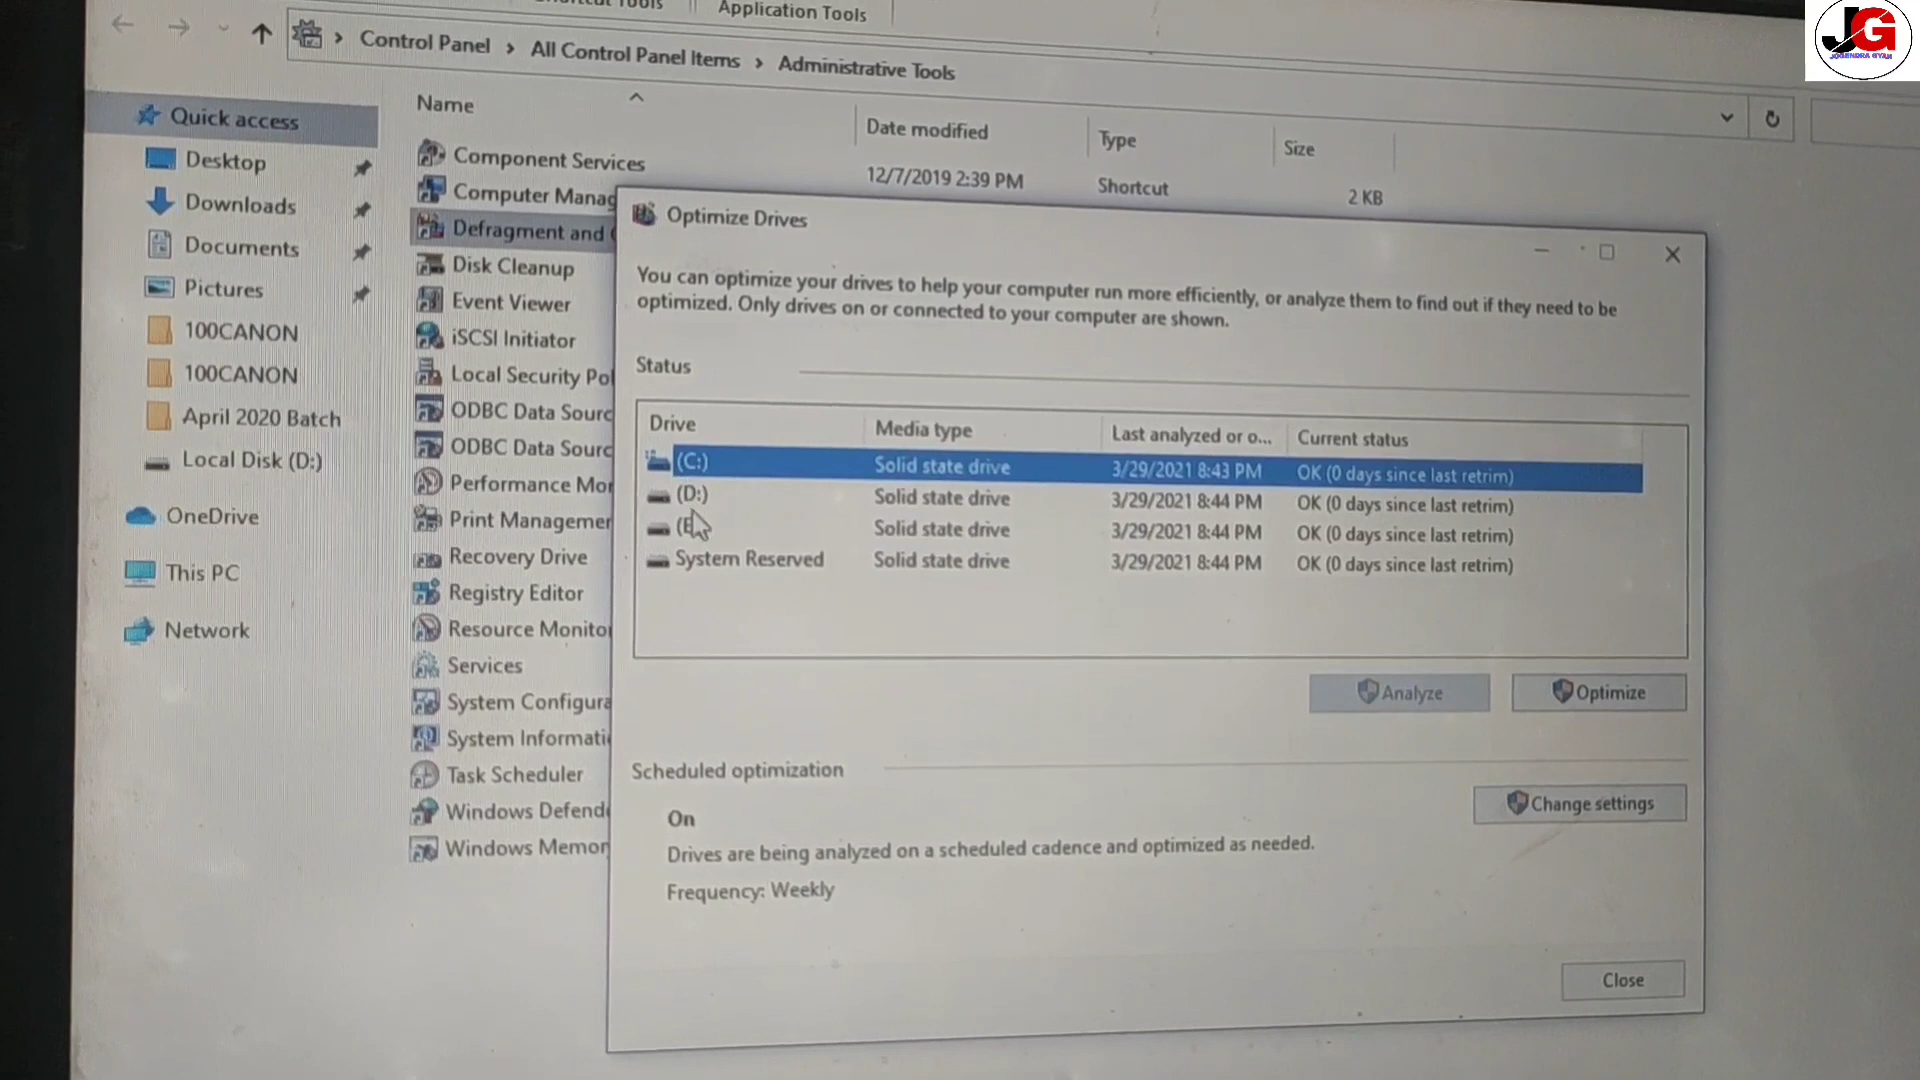 Application Tools
Control Panel › All Control Panel Items › Administrative Tools
JG
JOGENDRA GYAN
Quick access
Desktop
Downloads
Documents
Pictures
100CANON
100CANON
April 2020 Batch
Local Disk (D:)
OneDrive
This PC
Network
Name Date modified Type Size
Component Services 12/7/2019 2:39 PM Shortcut 2 KB
Computer Manag
Defragment and
Disk Cleanup
Event Viewer
iSCSI Initiator
Local Security Pol
ODBC Data Sourc
ODBC Data Sourc
Performance Mor
Print Managemer
Recovery Drive
Registry Editor
Resource Monitor
Services
System Configura
System Informati
Task Scheduler
Windows Defende
Windows Memor
Optimize Drives
You can optimize your drives to help your computer run more efficiently, or analyze them to find out if they need to be
optimized. Only drives on or connected to your computer are shown.
Status
Drive Media type Last analyzed or o... Current status
(C:) Solid state drive 3/29/2021 8:43 PM OK (0 days since last retrim)
(D:) Solid state drive 3/29/2021 8:44 PM OK (0 days since last retrim)
(E Solid state drive 3/29/2021 8:44 PM OK (0 days since last retrim)
System Reserved Solid state drive 3/29/2021 8:44 PM OK (0 days since last retrim)
Analyze Optimize
Scheduled optimization
On
Change settings
Drives are being analyzed on a scheduled cadence and optimized as needed.
Frequency: Weekly
Close